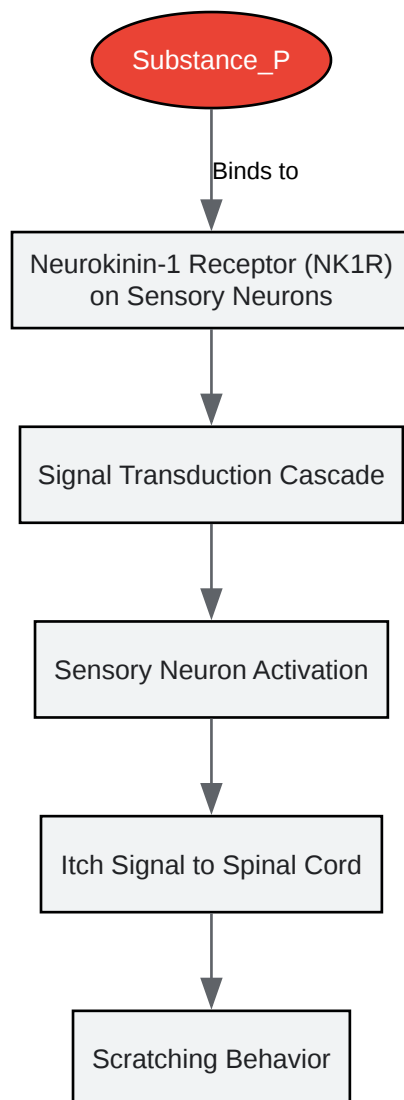 Substance_P
Binds to
Neurokinin-1 Receptor (NK1R)
on Sensory Neurons
Signal Transduction Cascade
Sensory Neuron Activation
Itch Signal to Spinal Cord
Scratching Behavior